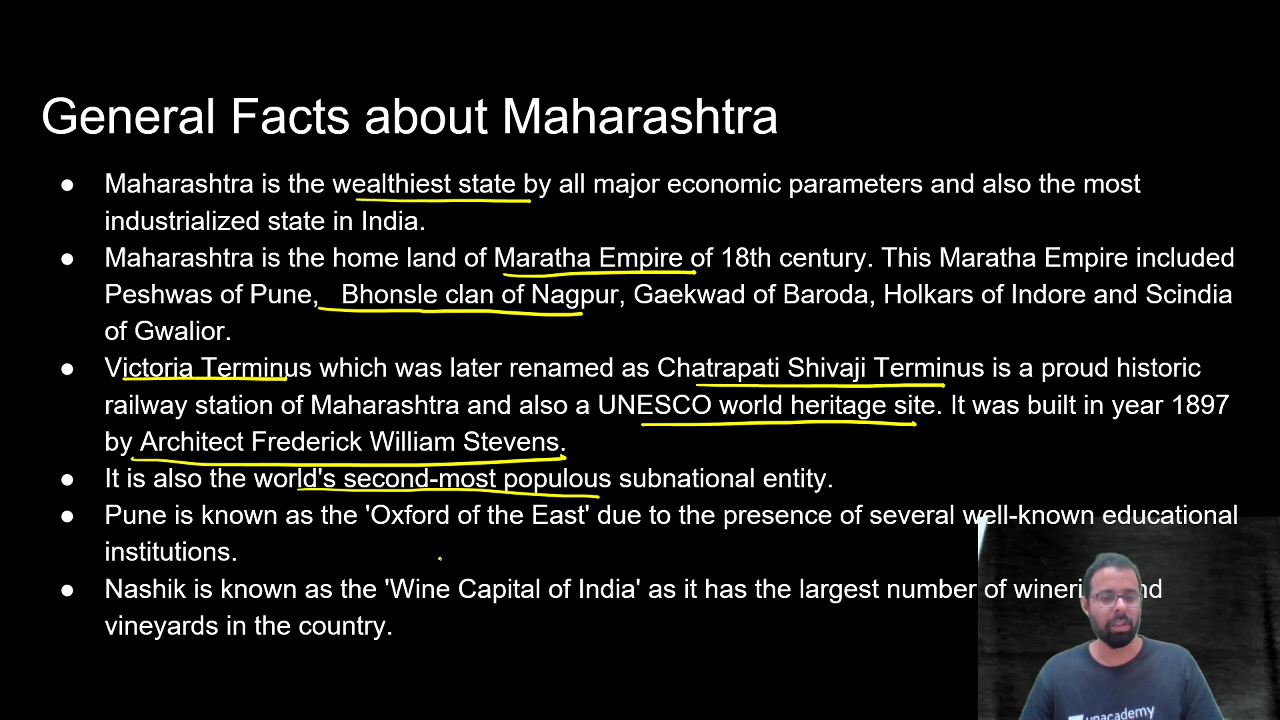 General Facts about Maharashtra
● Maharashtra is the wealthiest state by all major economic parameters and also the most
industrialized state in India.
● Maharashtra is the home land of Maratha Empire of 18th century. This Maratha Empire included
Peshwas of Pune, Bhonsle clan of Nagpur, Gaekwad of Baroda, Holkars of Indore and Scindia
of Gwalior.
● Victoria Terminus which was later renamed as Chatrapati Shivaji Terminus is a proud historic
railway station of Maharashtra and also a UNESCO world heritage site. It was built in year 1897
by Architect Frederick William Stevens.
● It is also the world's second-most populous subnational entity.
● Pune is known as the 'Oxford of the East' due to the presence of several well-known educational
institutions.
● Nashik is known as the 'Wine Capital of India' as it has the largest number of
vineyards in the country.